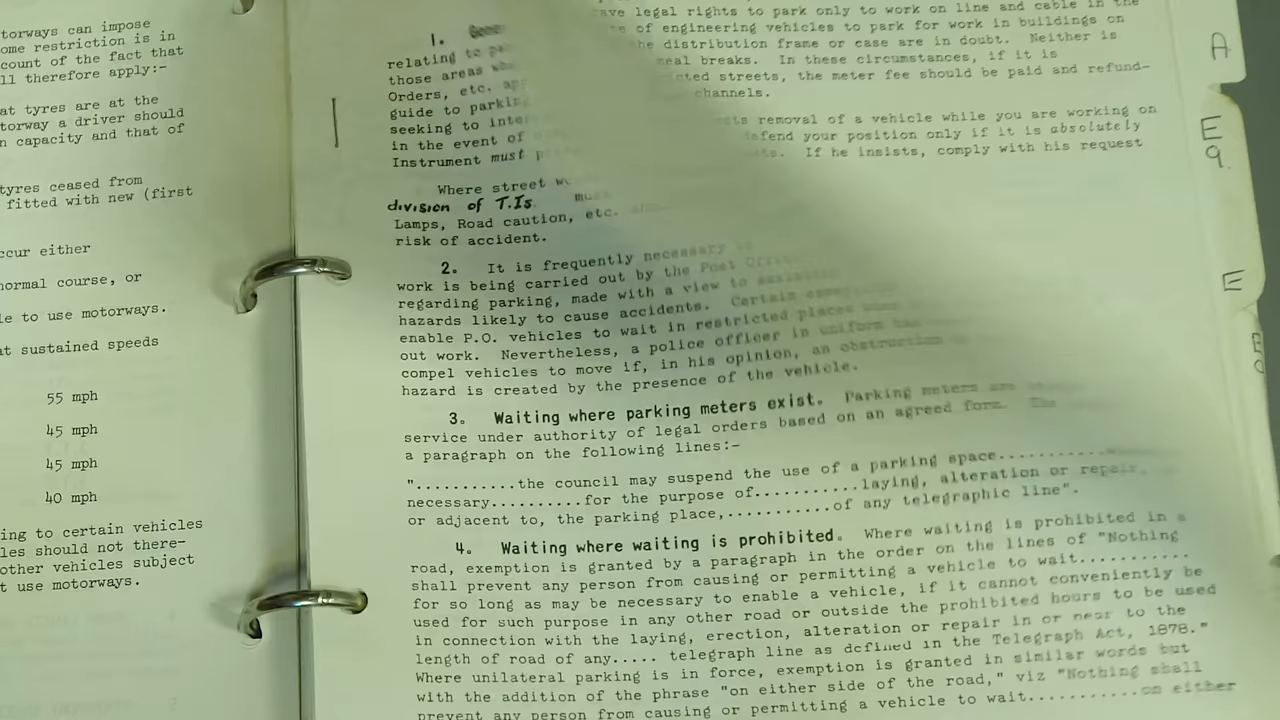 torways can impose
ome restriction is in
count of the fact that
ll therefore apply:-
at tyres are at the
torway a driver should
n capacity and that of
tyres ceased from
fitted with new (first
ccur either
normal course, or
le to use motorways.
at sustained speeds
55 mph
45 mph
45 mph
40 mph
ing to certain vehicles
les should not there-
other vehicles subject
t use motorways.
1.
relating to
those areas
Orders, etc.
guide to parking
seeking to
in the event of
Instrument must
Where street
division of T.Is.
Lamps, Road caution, etc.
risk of accident.
ave legal rights to park only to work on line and cable in the
of engineering vehicles to park for work in buildings on
he distribution frame or case are in doubt. Neither is
meal breaks. In these circumstances, if it is
icted streets, the meter fee should be paid and refund-
channels.
ts removal of a vehicle while you are working on
defend your position only if it is absolutely
If he insists, comply with his request
2. It is frequently necessary
work is being carried out by the Post
regarding parking, made with a view to
hazards likely to cause accidents. Certain
enable P.O. vehicles to wait in restricted places
out work. Nevertheless, a police officer in uniform
compel vehicles to move if, in his opinion, an obstruction
hazard is created by the presence of the vehicle.
3. Waiting where parking meters exist. Parking meters are
service under authority of legal orders based on an agreed form.
a paragraph on the following lines:-
"...........the council may suspend the use of a parking space...........
necessary..........for the purpose of..........laying, alteration or repair,
or adjacent to, the parking place,...........of any telegraphic line".
4. Waiting where waiting is prohibited. Where waiting is prohibited in a
road, exemption is granted by a paragraph in the order on the lines of "Nothing
shall prevent any person from causing or permitting a vehicle to wait...........
for so long as may be necessary to enable a vehicle, if it cannot conveniently be
used for such purpose in any other road or outside the prohibited hours to be used
in connection with the laying, erection, alteration or repair in or near to the
length of road of any..... telegraph line as defined in the Telegraph Act, 1878."
Where unilateral parking is in force, exemption is granted in similar words but
with the addition of the phrase "on either side of the road," viz "Nothing shall
prevent any person from causing or permitting a vehicle to wait...........on either
A
E
9.
E